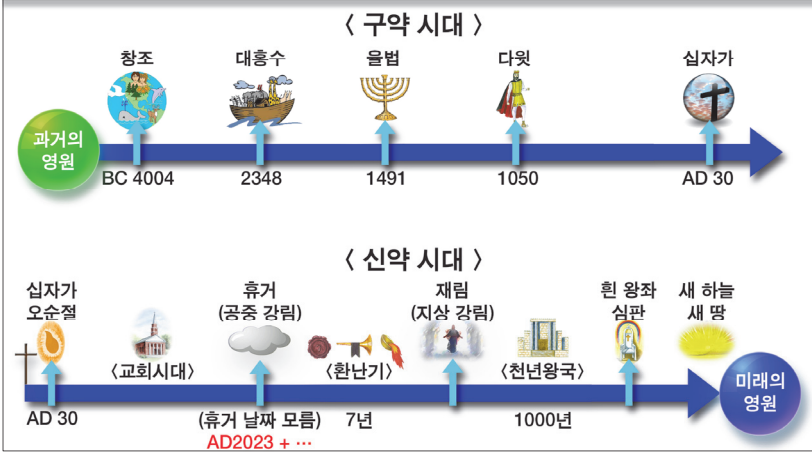 〈 구약 시대 〉
창조
대홍수
율법
다윗
십자가
과거의
영원
BC 4004
2348
1491
1050
AD 30
〈 신약 시대 〉
십자가
오순절
휴거
(공중 강림)
재림
(지상 강림)
흰 왕좌
심판
새 하늘
새 땅
〈교회시대〉
〈환난기〉
〈천년왕국〉
미래의
영원
AD 30
(휴거 날짜 모름)
AD2023 + ···
7년
1000년